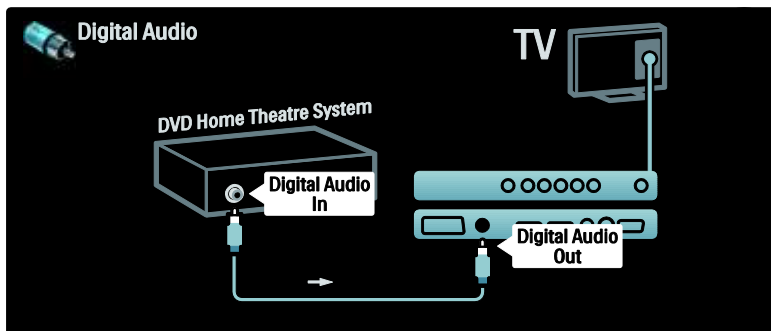 Digital Audio
TV
DVD Home Theatre System
Digital Audio
In
Digital Audio
Out